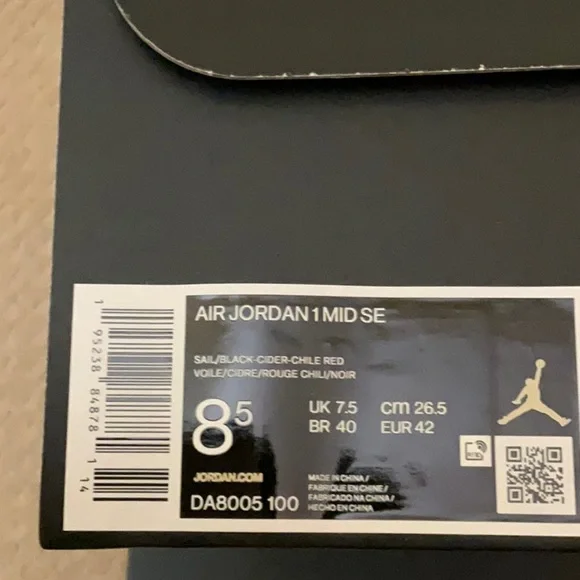 AIR JORDAN 1 MID SE
SAIL/BLACK-CIDER-CHILE RED
VOILE/CIDRE/ROUGE CHILI/NOIR
8 5
UK 7.5 cm 26.5
BR 40 EUR 42
JORDAN.COM
DA8005 100
MADE IN CHINA /
FABRIQUE EN CHINE /
FABRICADO NA CHINA /
HECHO EN CHINA
1 95238 84878 1
14